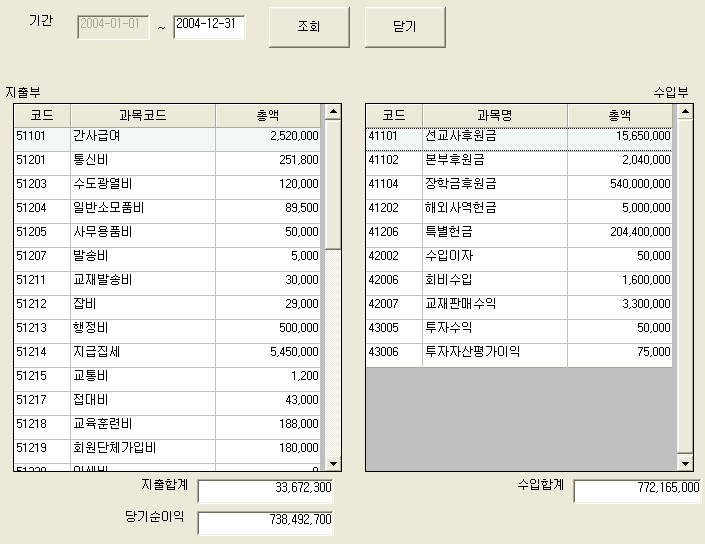 기간 2004-01-01 ~ 2004-12-31 조회 닫기
지출부
코드 과목코드 총액
51101 간사급여 2,520,000
51201 통신비 251,800
51203 수도광열비 120,000
51204 일반소모품비 89,500
51205 사무용품비 50,000
51207 발송비 5,000
51211 교재발송비 30,000
51212 잡비 29,000
51213 행정비 500,000
51214 지급집세 5,450,000
51215 교통비 1,200
51217 접대비 43,000
51218 교육훈련비 188,000
51219 회원단체가입비 180,000
지출합계 33,672,300
당기순이익 738,492,700
수입부
코드 과목명 총액
41101 선교사후원금 15,650,000
41102 본부후원금 2,040,000
41104 장학금후원금 540,000,000
41202 해외사역헌금 5,000,000
41206 특별헌금 204,400,000
42002 수입이자 50,000
42006 회비수입 1,600,000
42007 교재판매수익 3,300,000
43005 투자수익 50,000
43006 투자자산평가이익 75,000
수입합계 772,165,000